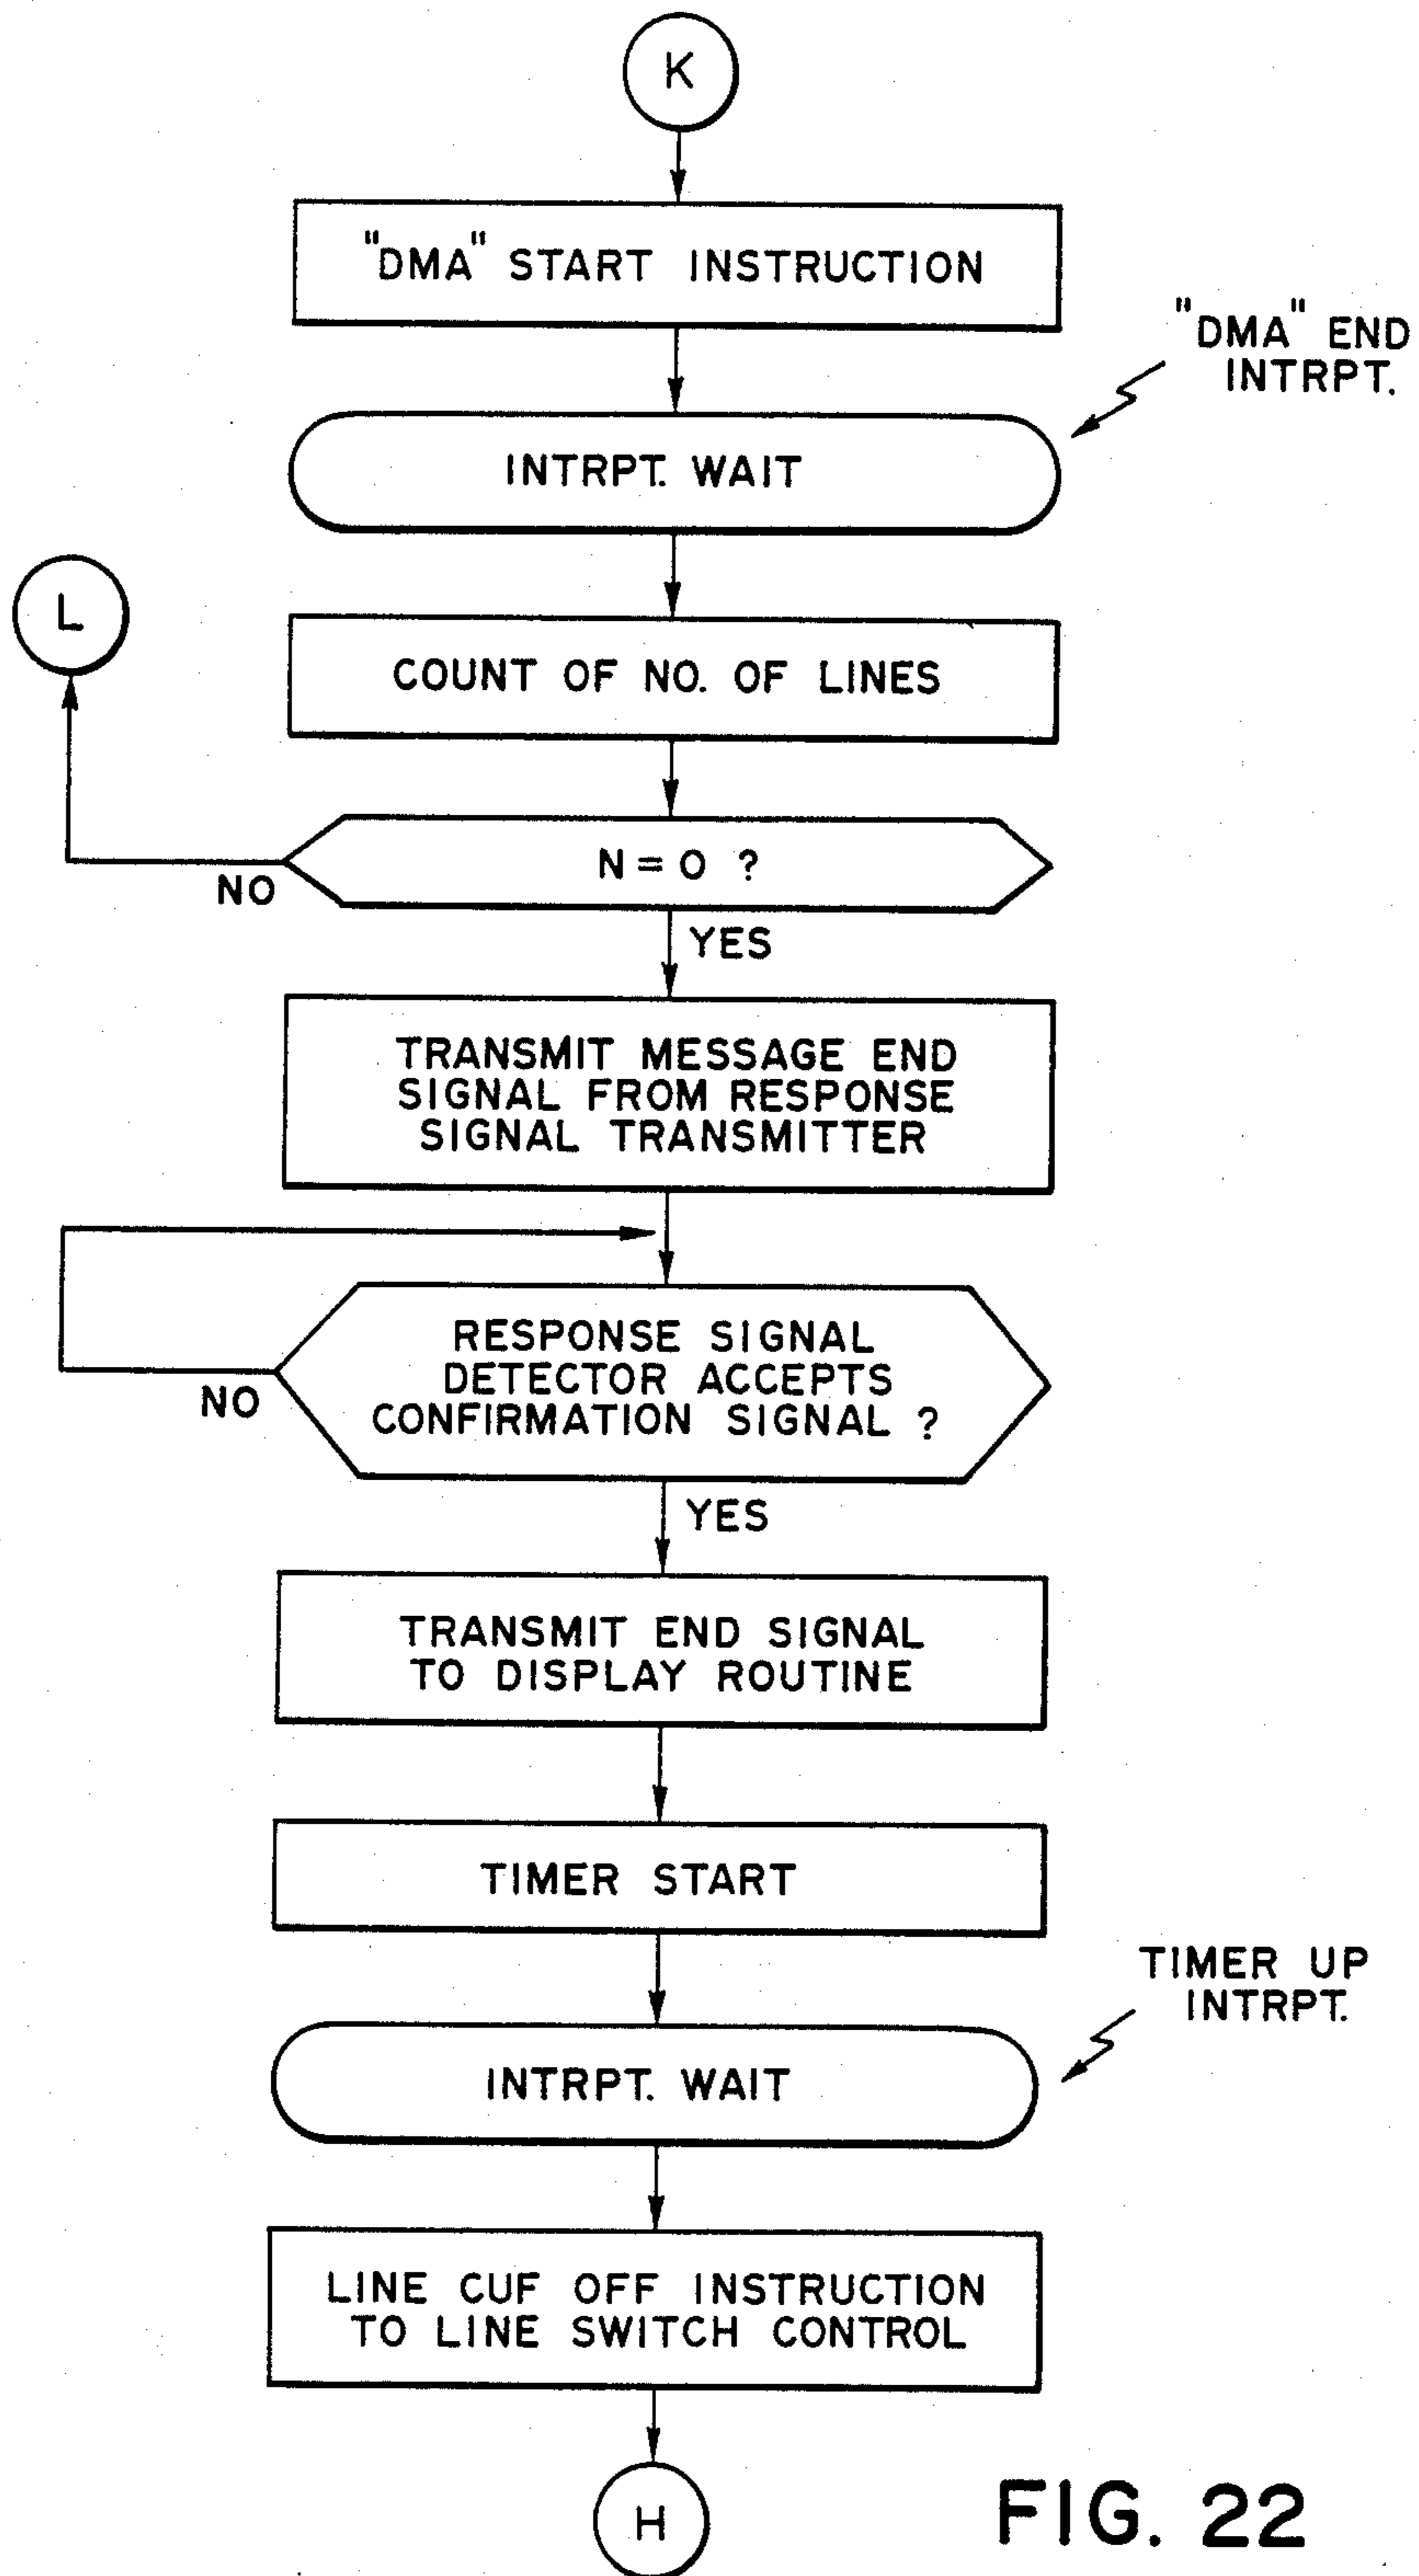 K
"DMA" START INSTRUCTION
"DMA" END
INTRPT.
INTRPT. WAIT
L
COUNT OF NO. OF LINES
N = O ?
NO
YES
TRANSMIT MESSAGE END
SIGNAL FROM RESPONSE
SIGNAL TRANSMITTER
RESPONSE SIGNAL
DETECTOR ACCEPTS
CONFIRMATION SIGNAL ?
NO
YES
TRANSMIT END SIGNAL
TO DISPLAY ROUTINE
TIMER START
TIMER UP
INTRPT.
INTRPT. WAIT
LINE CUF OFF INSTRUCTION
TO LINE SWITCH CONTROL
H
FIG. 22